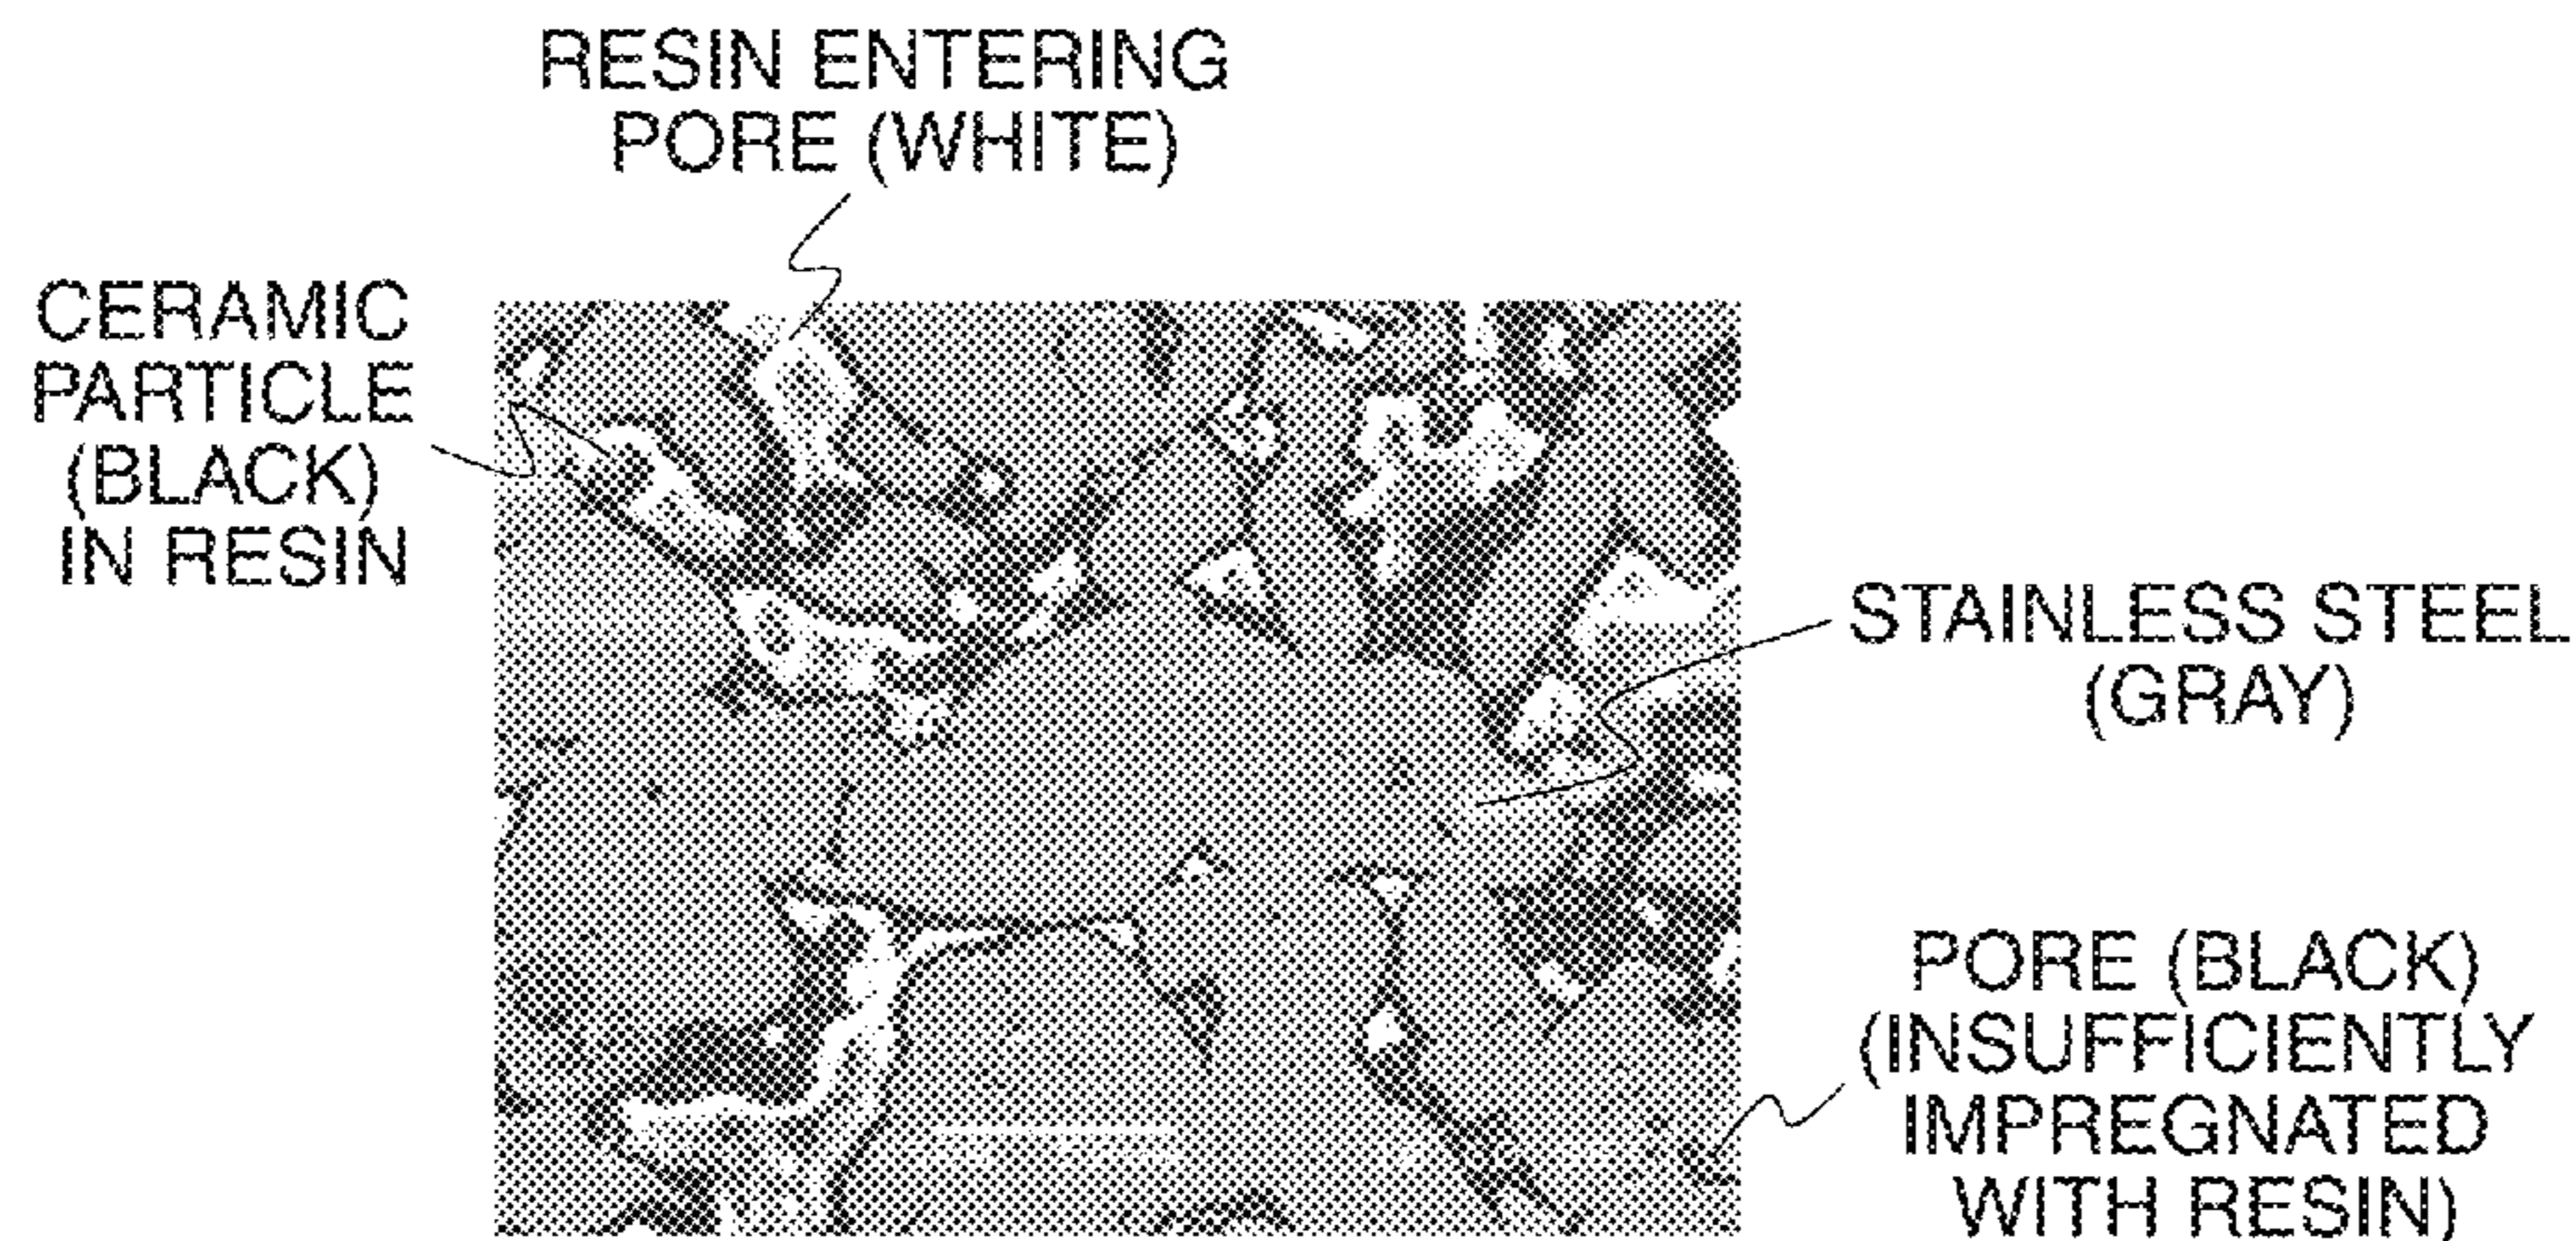 RESIN ENTERING
PORE (WHITE)
CERAMIC
PARTICLE
(BLACK)
IN RESIN
STAINLESS STEEL
(GRAY)
PORE (BLACK)
(INSUFFICIENTLY
IMPREGNATED
WITH RESIN)